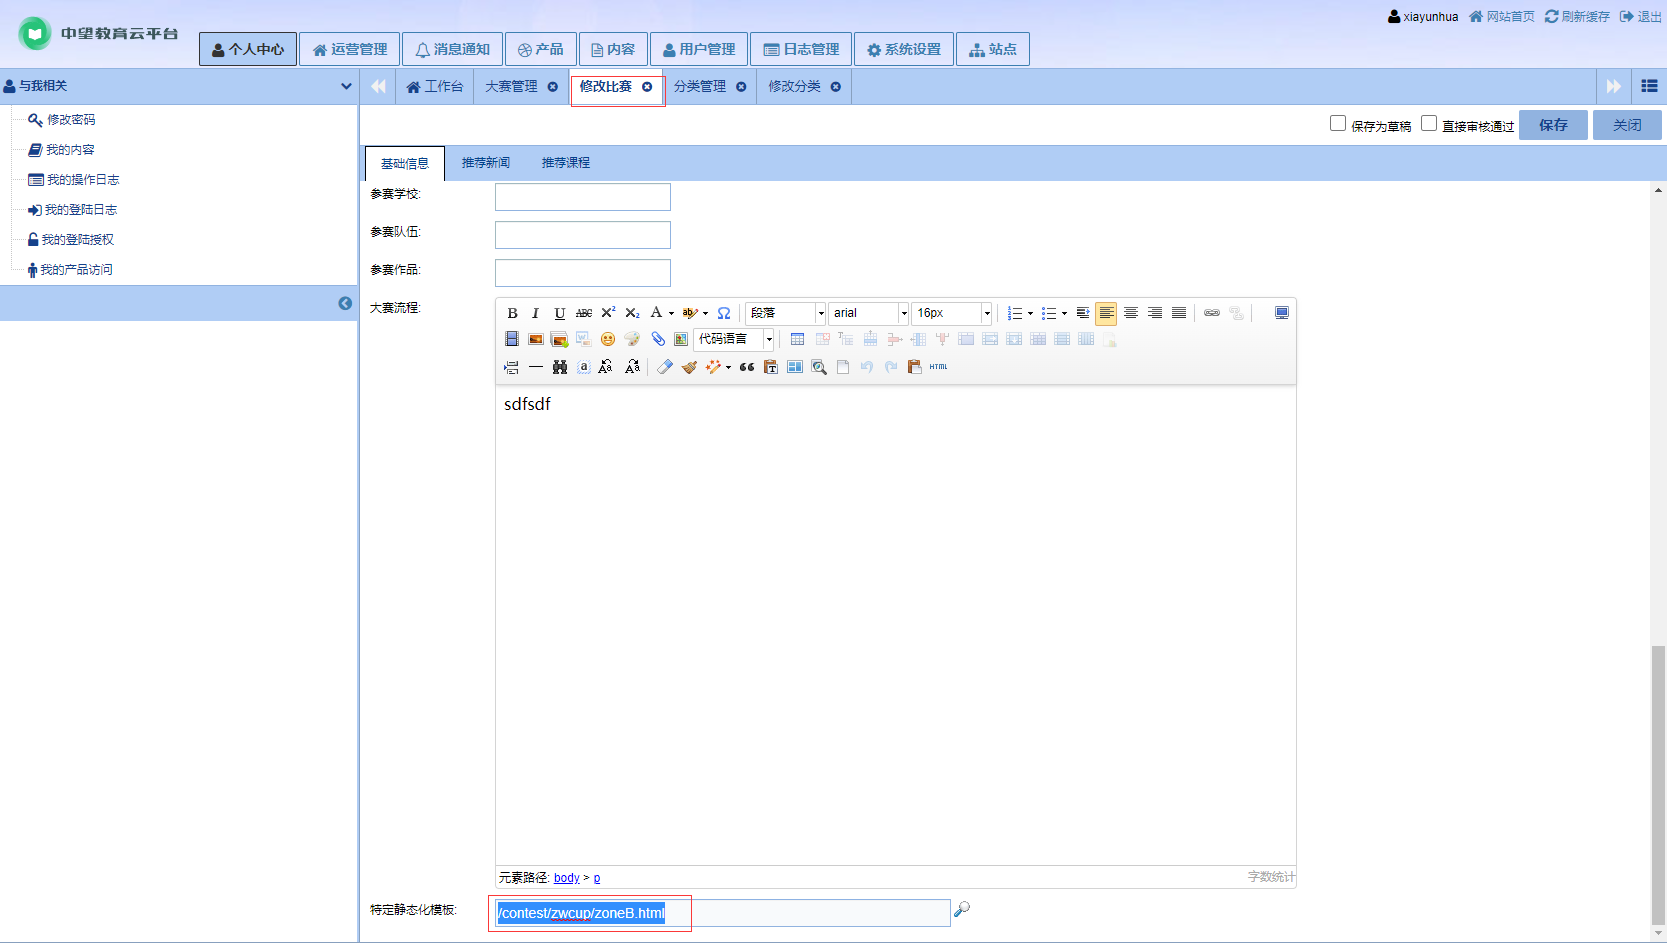 中望教育云平台
xiayunhua 网站首页 刷新缓存 退出
个人中心 运营管理 消息通知 产品 内容 用户管理 日志管理 系统设置 站点
与我相关
工作台 大赛管理 修改比赛 分类管理 修改分类
修改密码
我的内容
我的操作日志
我的登陆日志
我的登陆授权
我的产品访问
保存为草稿 直接审核通过 保存 关闭
基础信息 推荐新闻 推荐课程
参赛学校:
参赛队伍:
参赛作品:
大赛流程:
B I U ABC X² X₂ A ab Ω 段落 arial 16px
代码语言
a Aa Aa HTML
sdfsdf
元素路径: body > p 字数统计
特定静态化模板: /contest/zwcup/zoneB.html